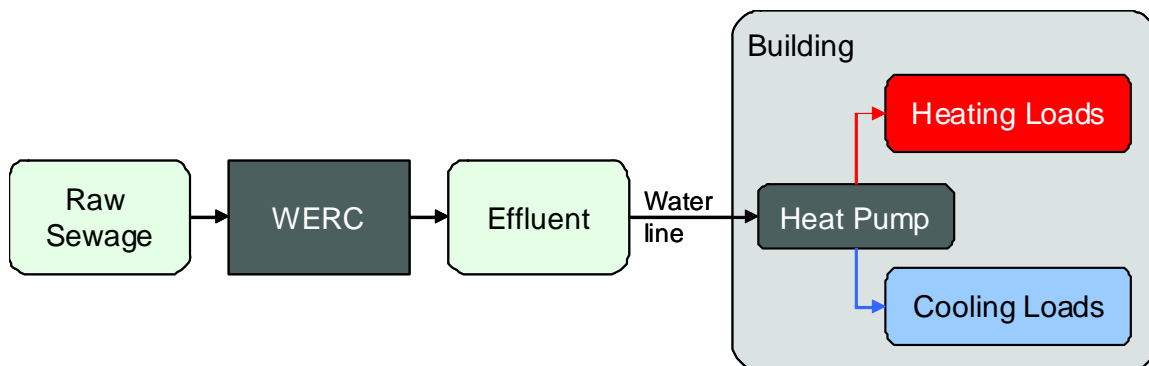 Building
Heating Loads
Raw
Sewage
WERC
Effluent
Water
line
Heat Pump
Cooling Loads